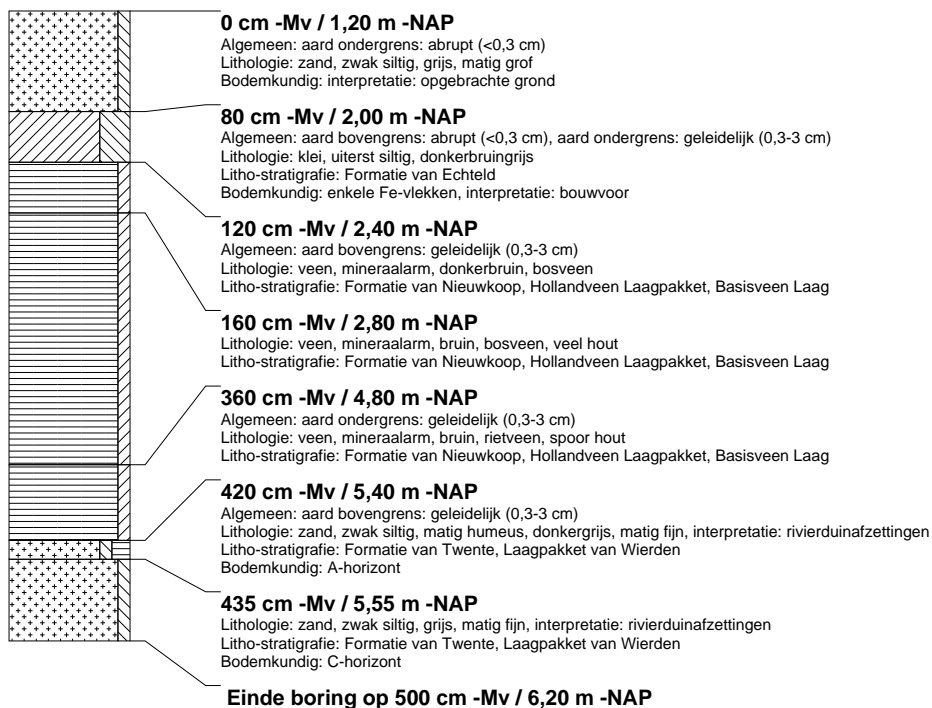 0 cm -Mv / 1,20 m -NAP
Algemeen: aard ondergrens: abrupt (<0,3 cm)
Lithologie: zand, zwak siltig, grijs, matig grof
Bodemkundig: interpretatie: opgebrachte grond
80 cm -Mv / 2,00 m -NAP
Algemeen: aard bovengrens: abrupt (<0,3 cm), aard ondergrens: geleidelijk (0,3-3 cm)
Lithologie: klei, uiterst siltig, donkerbruingrijs
Litho-stratigrafie: Formatie van Echteld
Bodemkundig: enkele Fe-vlekken, interpretatie: bouwvoor
120 cm -Mv / 2,40 m -NAP
Algemeen: aard bovengrens: geleidelijk (0,3-3 cm)
Lithologie: veen, mineraalarm, donkerbruin, bosveen
Litho-stratigrafie: Formatie van Nieuwkoop, Hollandveen Laagpakket, Basisveen Laag
160 cm -Mv / 2,80 m -NAP
Lithologie: veen, mineraalarm, bruin, bosveen, veel hout
Litho-stratigrafie: Formatie van Nieuwkoop, Hollandveen Laagpakket, Basisveen Laag
360 cm -Mv / 4,80 m -NAP
Algemeen: aard ondergrens: geleidelijk (0,3-3 cm)
Lithologie: veen, mineraalarm, bruin, rietveen, spoor hout
Litho-stratigrafie: Formatie van Nieuwkoop, Hollandveen Laagpakket, Basisveen Laag
420 cm -Mv / 5,40 m -NAP
Algemeen: aard bovengrens: geleidelijk (0,3-3 cm)
Lithologie: zand, zwak siltig, matig humeus, donkergrijs, matig fijn, interpretatie: rivierduinafzettingen
Litho-stratigrafie: Formatie van Twente, Laagpakket van Wierden
Bodemkundig: A-horizont
435 cm -Mv / 5,55 m -NAP
Lithologie: zand, zwak siltig, grijs, matig fijn, interpretatie: rivierduinafzettingen
Litho-stratigrafie: Formatie van Twente, Laagpakket van Wierden
Bodemkundig: C-horizont
Einde boring op 500 cm -Mv / 6,20 m -NAP